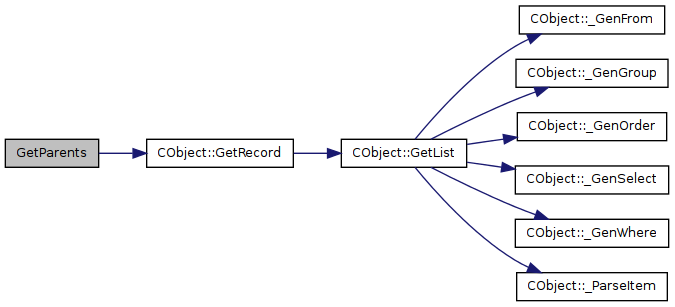 GetParents
CObject::GetRecord
CObject::GetList
CObject::_GenFrom
CObject::_GenGroup
CObject::_GenOrder
CObject::_GenSelect
CObject::_GenWhere
CObject::_ParseItem